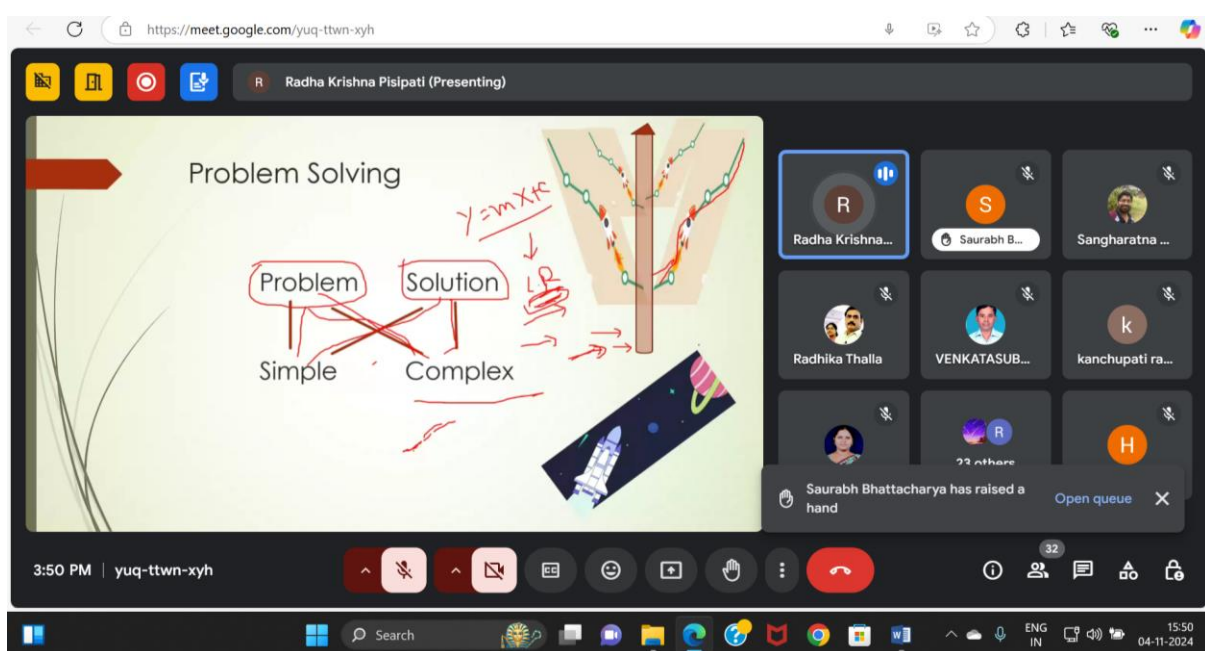 https://meet.google.com/yuq-ttwn-xyh
R Radha Krishna Pisipati (Presenting)
Problem Solving
Y=mX+C
L.R
Problem Solution
Simple Complex
R
Radha Krishna...
S
Saurabh B...
Sangharatna ...
Radhika Thalla
VENKATASUB...
k
kanchupati ra...
R
23 others
H
Saurabh Bhattacharya has raised a
hand
Open queue
3:50 PM | yuq-ttwn-xyh
CC
32
Search
W
ENG
IN
15:50
04-11-2024